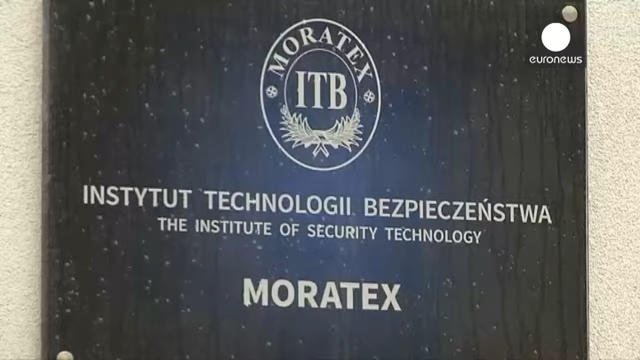 euronews
MORATEX
ITB
INSTYTUT TECHNOLOGII BEZPIECZEŃSTWA
THE INSTITUTE OF SECURITY TECHNOLOGY
MORATEX